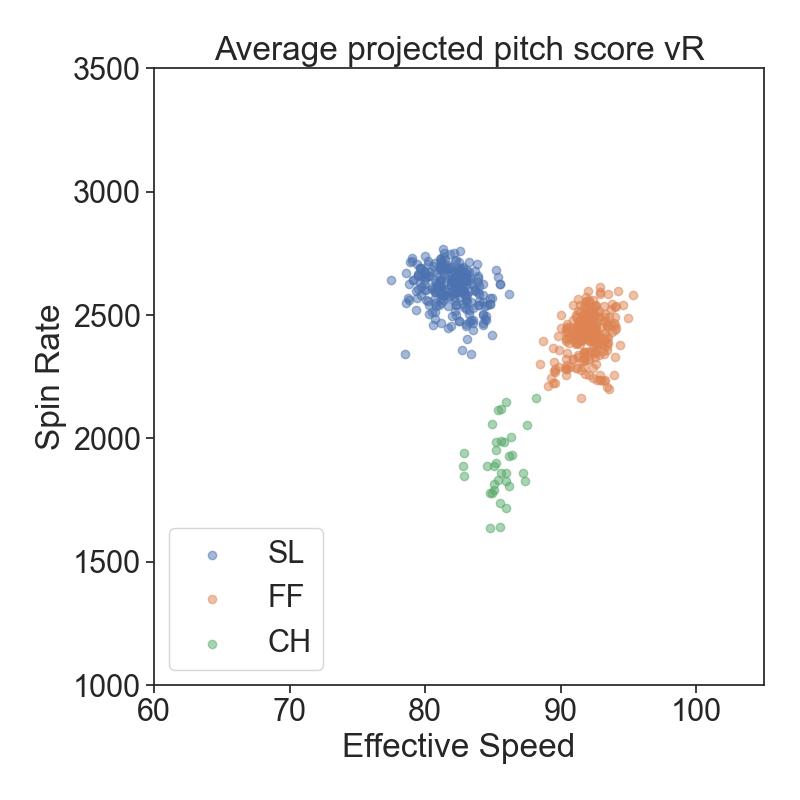 Average projected pitch score vR
3500
3000
2500
2000
1500
1000
Spin Rate
SL
FF
CH
60 70 80 90 100
Effective Speed